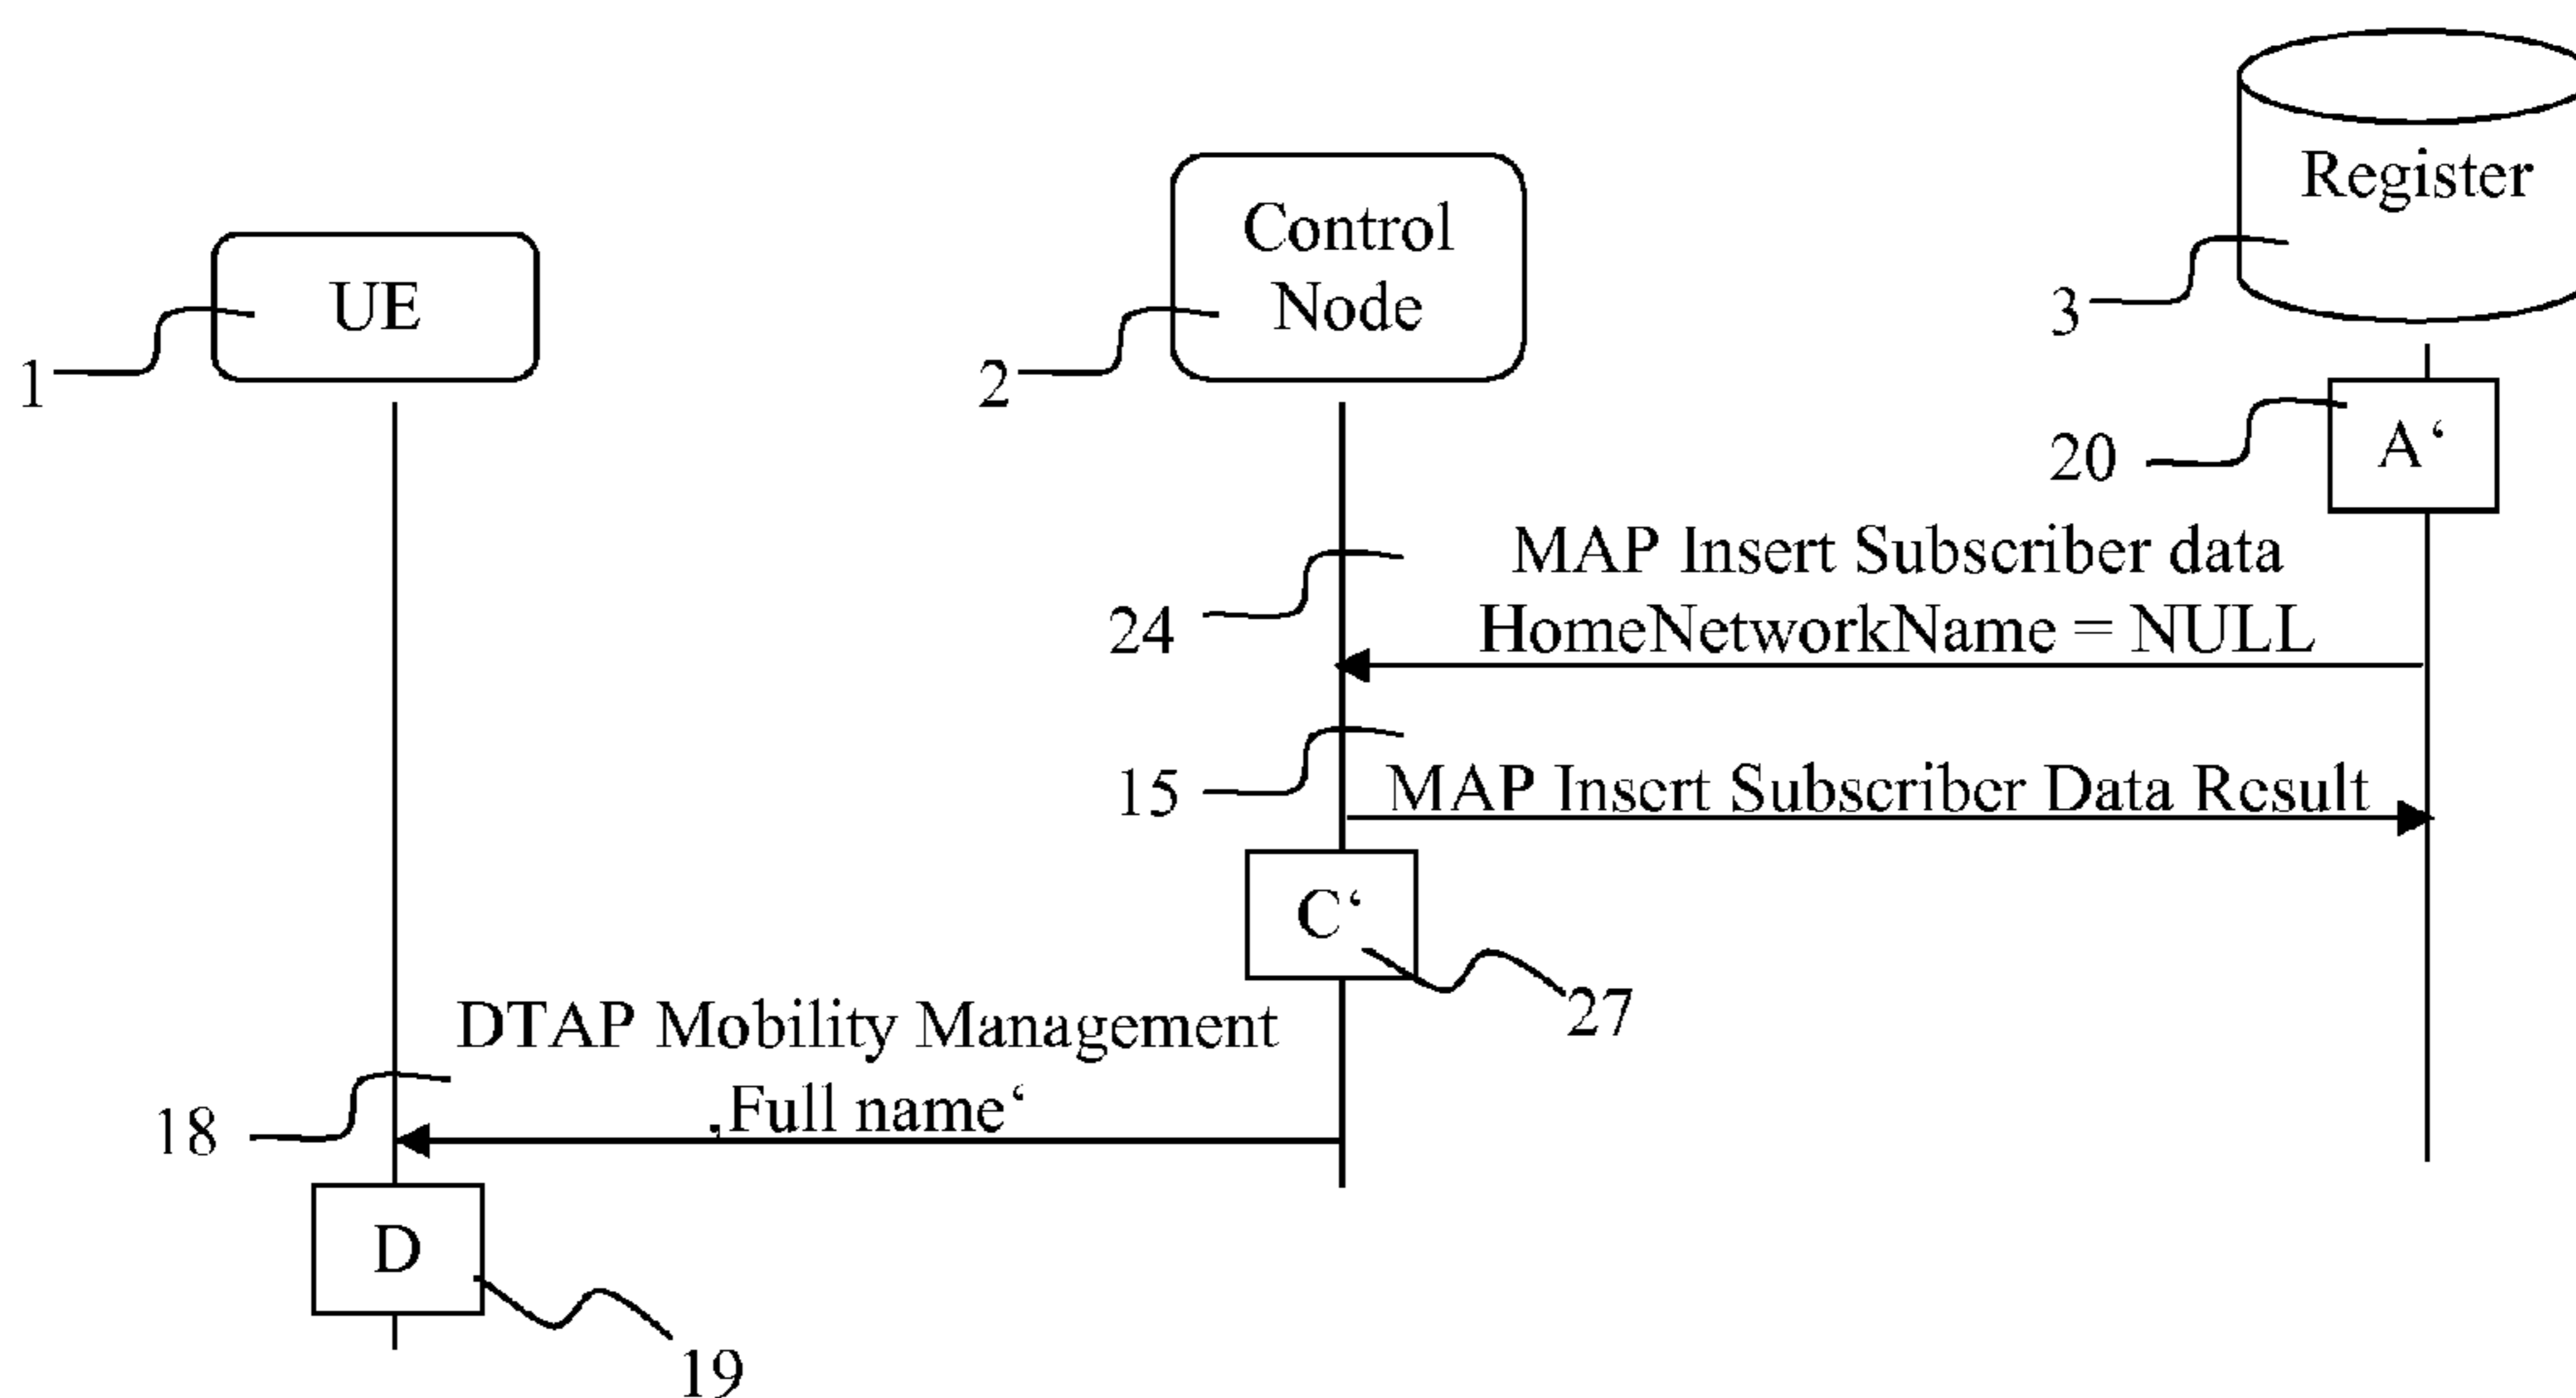 Register
Control
Node
UE
3
1
2
A‘
20
MAP Insert Subscriber data
24
HomeNetworkName = NULL
15
MAP Insert Subscriber Data Result
C‘
27
DTAP Mobility Management
‚Full name‘
18
D
19